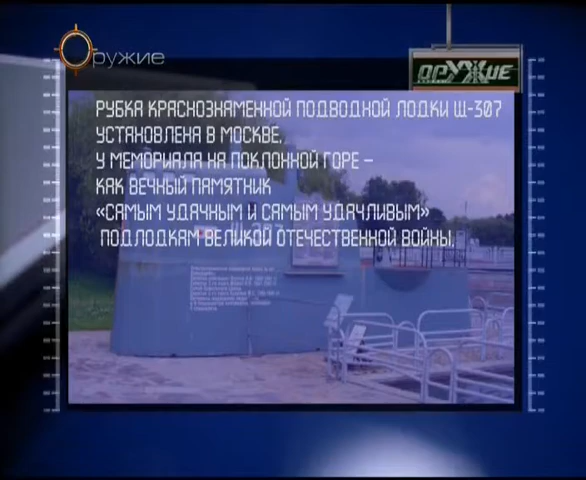 Оружие
ОРУЖИЕ
РУБКА КРАСНОЗНАМЕННОЙ ПОДВОДНОЙ ЛОДКИ Щ-307
УСТАНОВЛЕНА В МОСКВЕ,
У МЕМОРИАЛА НА ПОКЛОННОЙ ГОРЕ –
КАК ВЕЧНЫЙ ПАМЯТНИК
«САМЫМ УДАЧНЫМ И САМЫМ УДАЧЛИВЫМ»
ПОДЛОДКАМ ВЕЛИКОЙ ОТЕЧЕСТВЕННОЙ ВОЙНЫ.
Щ-307